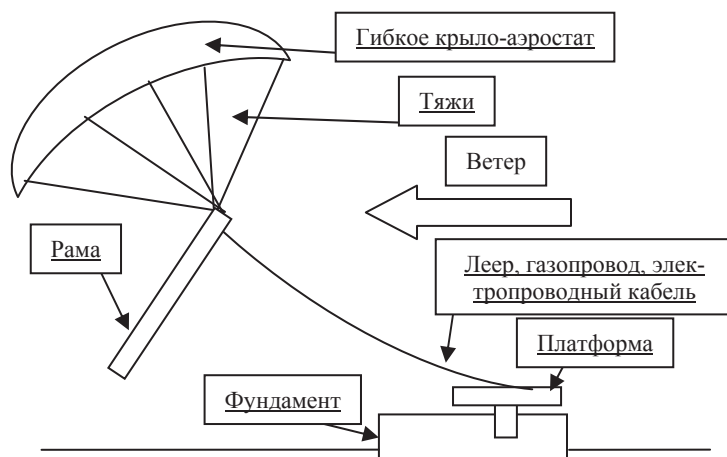 Гибкое крыло-аэростат
Тяжи
Ветер
Рама
Леер, газопровод, элек-
тропроводный кабель
Платформа
Фундамент